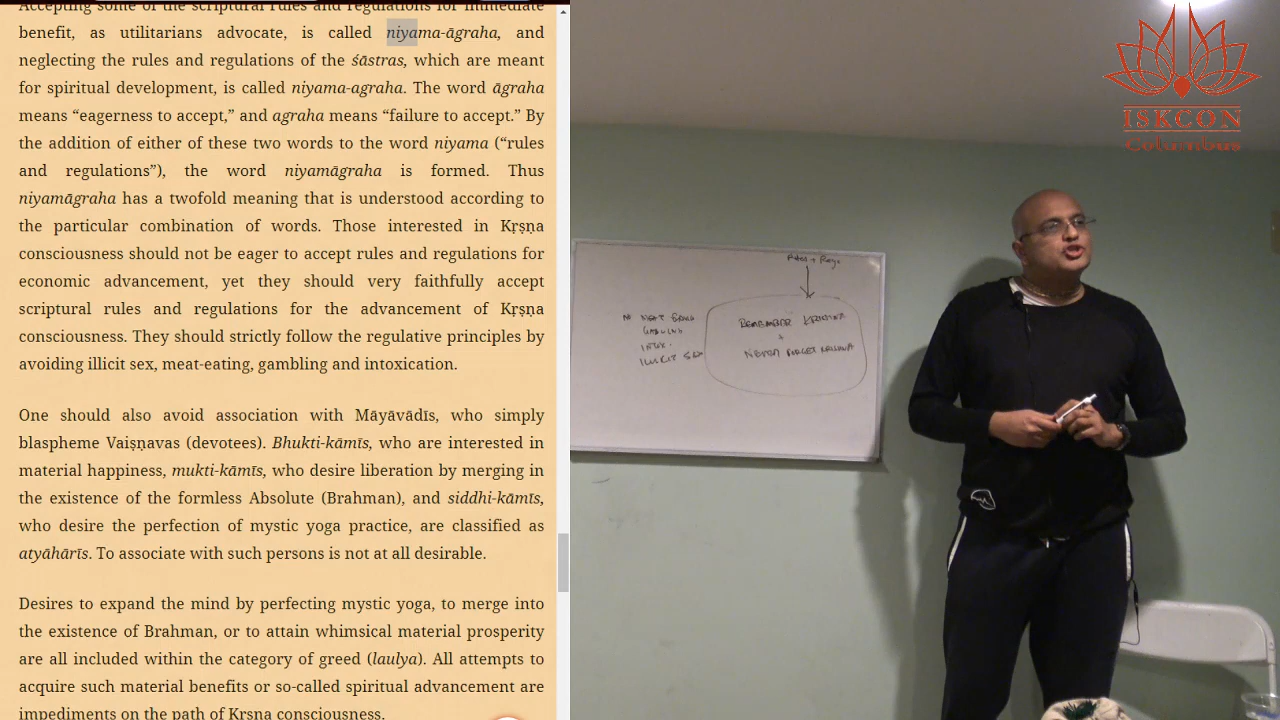 Accepting some of the scriptural rules and regulations for immediate
benefit, as utilitarians advocate, is called niyama-āgraha, and
neglecting the rules and regulations of the śāstras, which are meant
for spiritual development, is called niyama-agraha. The word āgraha
means “eagerness to accept,” and agraha means “failure to accept.” By
the addition of either of these two words to the word niyama (“rules
and regulations”), the word niyamāgraha is formed. Thus
niyamāgraha has a twofold meaning that is understood according to
the particular combination of words. Those interested in Kṛṣṇa
consciousness should not be eager to accept rules and regulations for
economic advancement, yet they should very faithfully accept
scriptural rules and regulations for the advancement of Kṛṣṇa
consciousness. They should strictly follow the regulative principles by
avoiding illicit sex, meat-eating, gambling and intoxication.
One should also avoid association with Māyāvādīs, who simply
blaspheme Vaiṣṇavas (devotees). Bhukti-kāmīs, who are interested in
material happiness, mukti-kāmīs, who desire liberation by merging in
the existence of the formless Absolute (Brahman), and siddhi-kāmīs,
who desire the perfection of mystic yoga practice, are classified as
atyāhārīs. To associate with such persons is not at all desirable.
Desires to expand the mind by perfecting mystic yoga, to merge into
the existence of Brahman, or to attain whimsical material prosperity
are all included within the category of greed (laulya). All attempts to
acquire such material benefits or so-called spiritual advancement are
impediments on the path of Kṛṣṇa consciousness.
ISKCON
Columbus
NO MEAT
GAMBLING
INTOX.
ILLICIT SEX
REMEMBER KRISHNA
+
NEVER FORGET KRISHNA